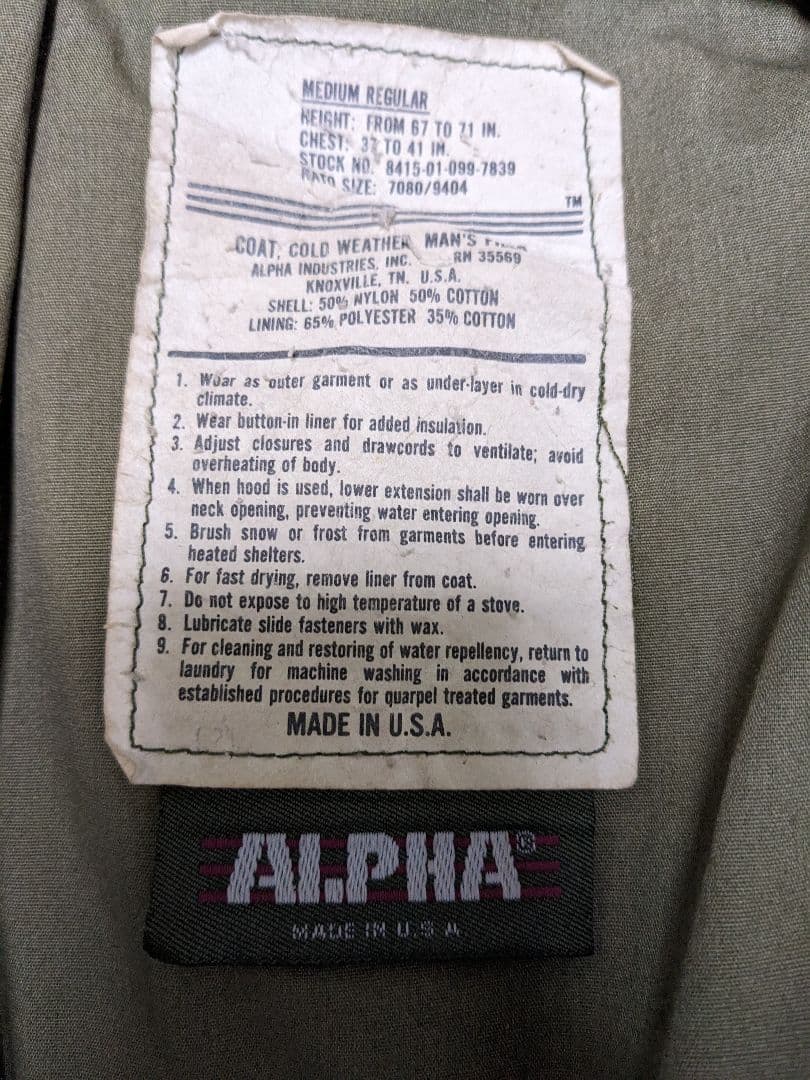 MEDIUM REGULAR
HEIGHT: FROM 67 TO 71 IN.
CHEST: 37 TO 41 IN.
STOCK NO. 8415-01-099-7839
NATO SIZE: 7080/9404
TM
COAT, COLD WEATHER MAN'S
ALPHA INDUSTRIES, INC. RN 35569
KNOXVILLE, TN. U.S.A.
SHELL: 50% NYLON 50% COTTON
LINING: 65% POLYESTER 35% COTTON
1. Wear as outer garment or as under-layer in cold-dry
climate.
2. Wear button-in liner for added insulation.
3. Adjust closures and drawcords to ventilate; avoid
overheating of body.
4. When hood is used, lower extension shall be worn over
neck opening, preventing water entering opening.
5. Brush snow or frost from garments before entering
heated shelters.
6. For fast drying, remove liner from coat.
7. Do not expose to high temperature of a stove.
8. Lubricate slide fasteners with wax.
9. For cleaning and restoring of water repellency, return to
laundry for machine washing in accordance with
established procedures for quarpel treated garments.
MADE IN U.S.A.
ALPHA®
MADE IN U.S.A